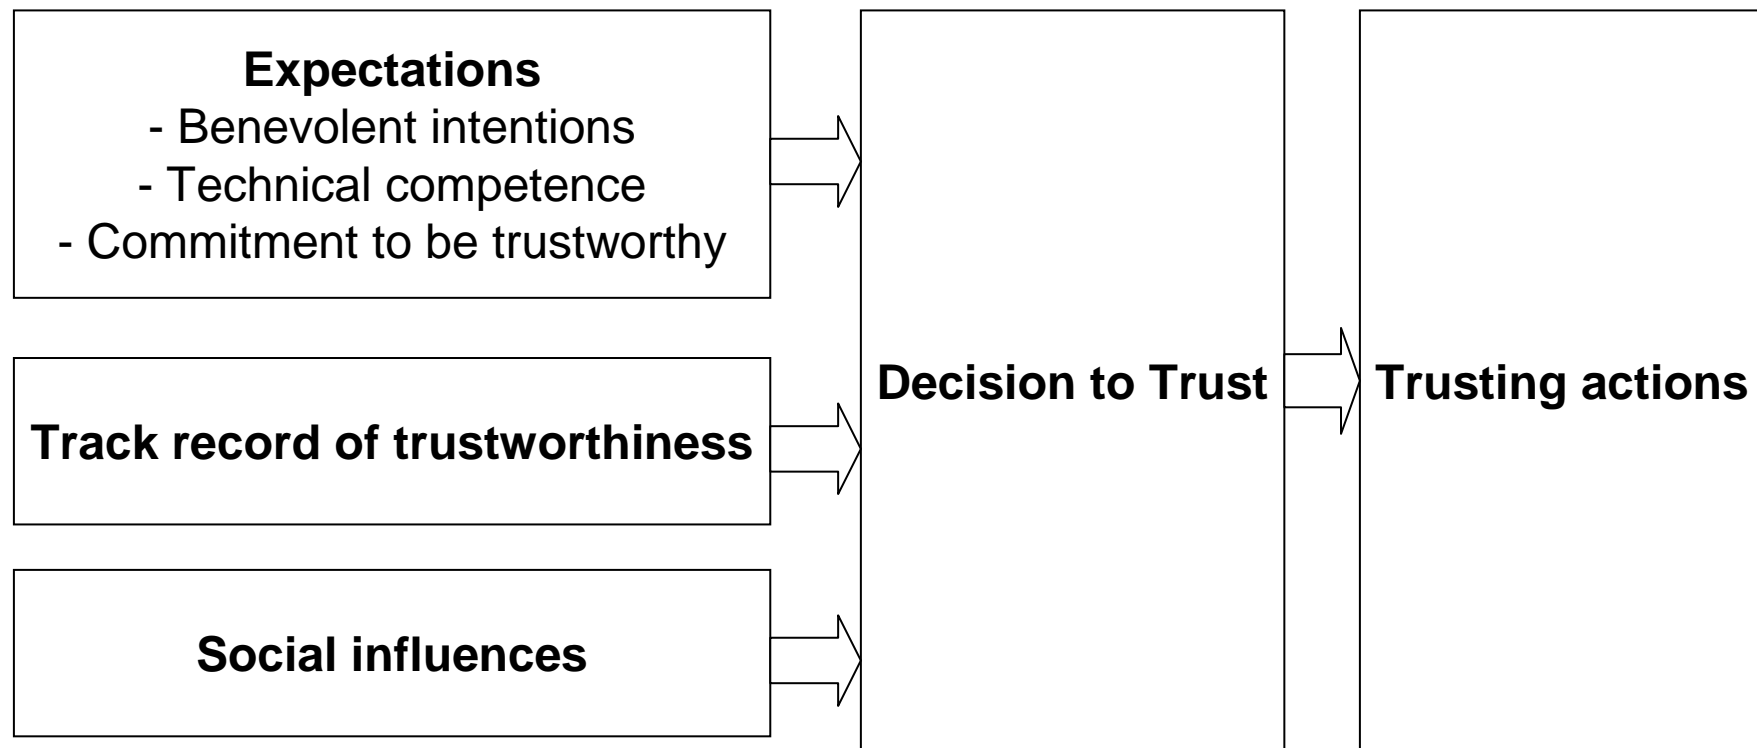 Expectations
- Benevolent intentions
- Technical competence
- Commitment to be trustworthy
Track record of trustworthiness
Social influences
Decision to Trust
Trusting actions